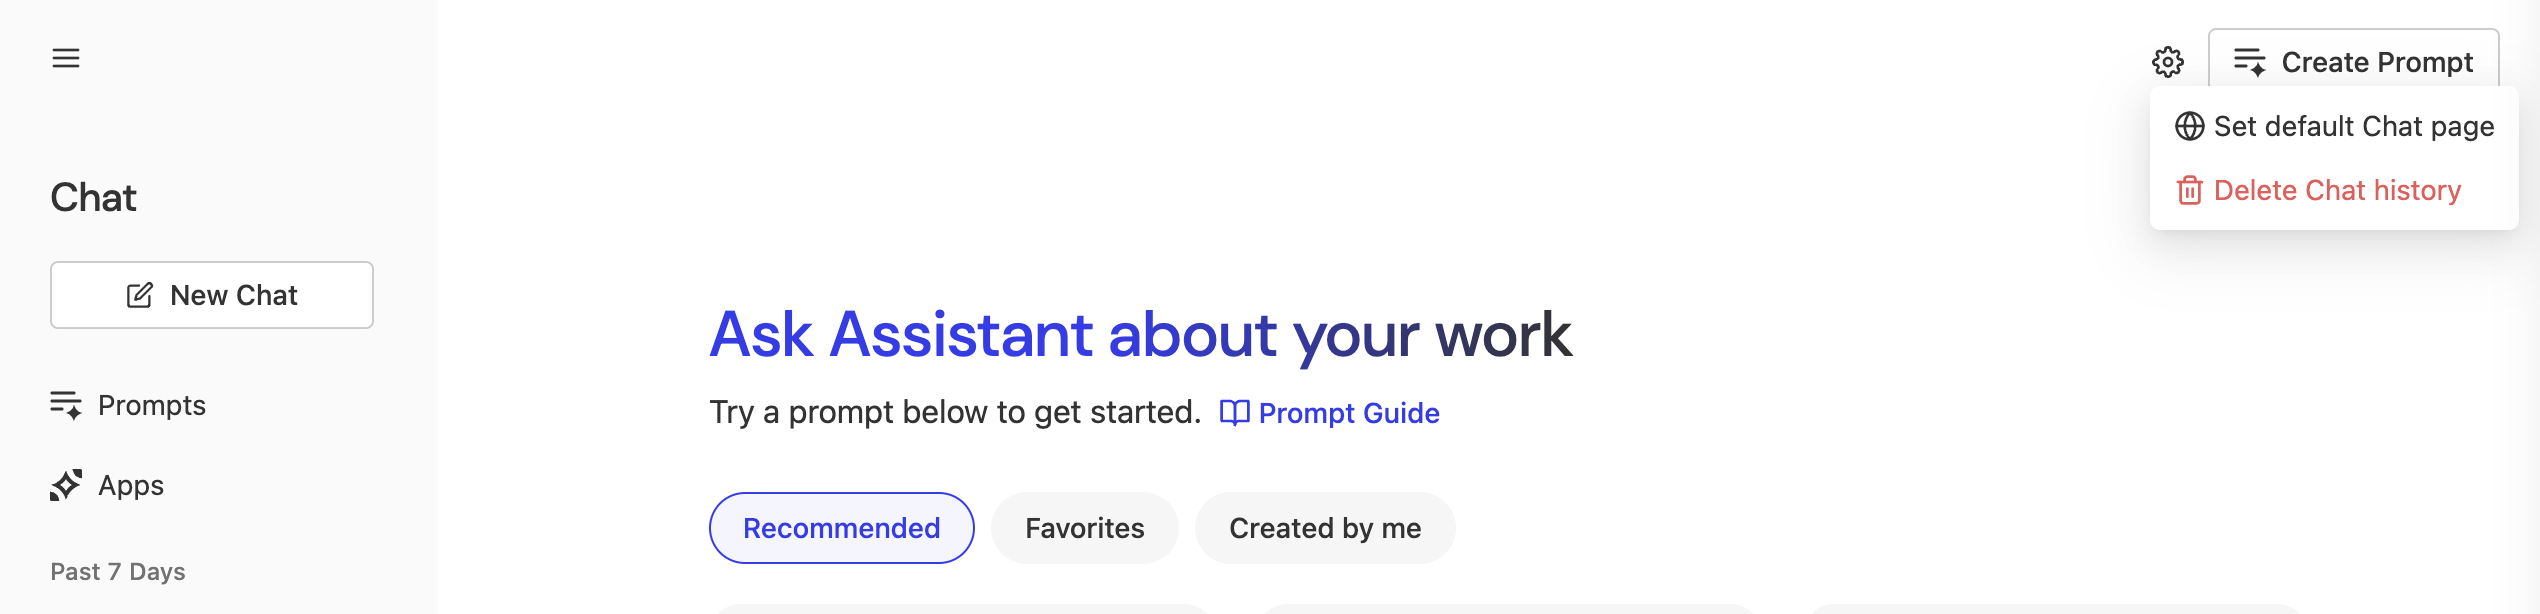 Chat
New Chat
Prompts
Apps
Past 7 Days
Create Prompt
Set default Chat page
Delete Chat history
Ask Assistant about your work
Try a prompt below to get started. Prompt Guide
Recommended Favorites Created by me